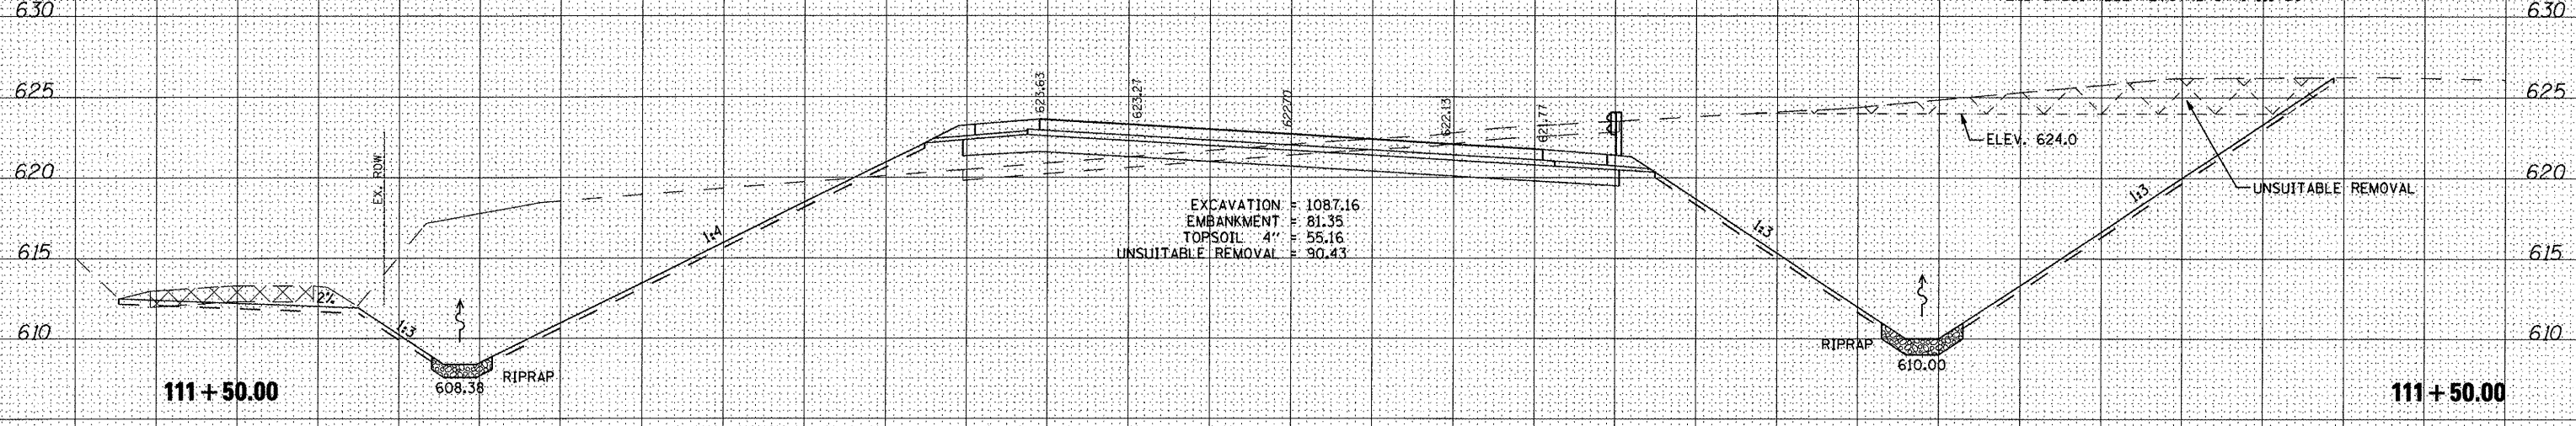 630
630
625
623.63
623.27
622.70
622.13
621.77
625
ELEV. 624.0
EX. ROW
620
620
UNSUITABLE REMOVAL
1:3
EXCAVATION = 1087.16
EMBANKMENT = 81.35
TOPSOIL 4" = 55.16
UNSUITABLE REMOVAL = 90.43
1:4
1:3
615
615
2%
1:3
610
610
RIPRAP
608.38
RIPRAP
610.00
111+50.00
111+50.00